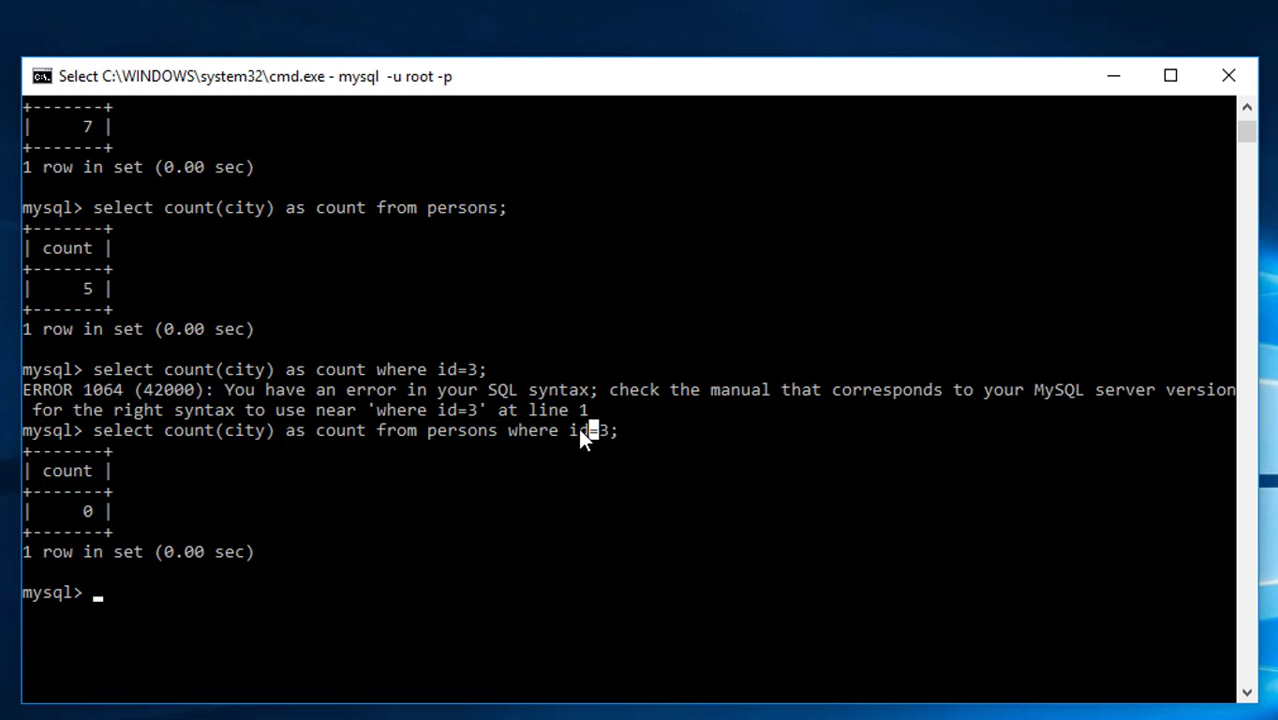 Select C:\WINDOWS\system32\cmd.exe - mysql  -u root -p
+-------+
|     7 |
+-------+
1 row in set (0.00 sec)
mysql> select count(city) as count from persons;
+-------+
| count |
+-------+
|     5 |
+-------+
1 row in set (0.00 sec)
mysql> select count(city) as count where id=3;
ERROR 1064 (42000): You have an error in your SQL syntax; check the manual that corresponds to your MySQL server version
 for the right syntax to use near 'where id=3' at line 1
mysql> select count(city) as count from persons where id=3;
+-------+
| count |
+-------+
|     0 |
+-------+
1 row in set (0.00 sec)
mysql> _